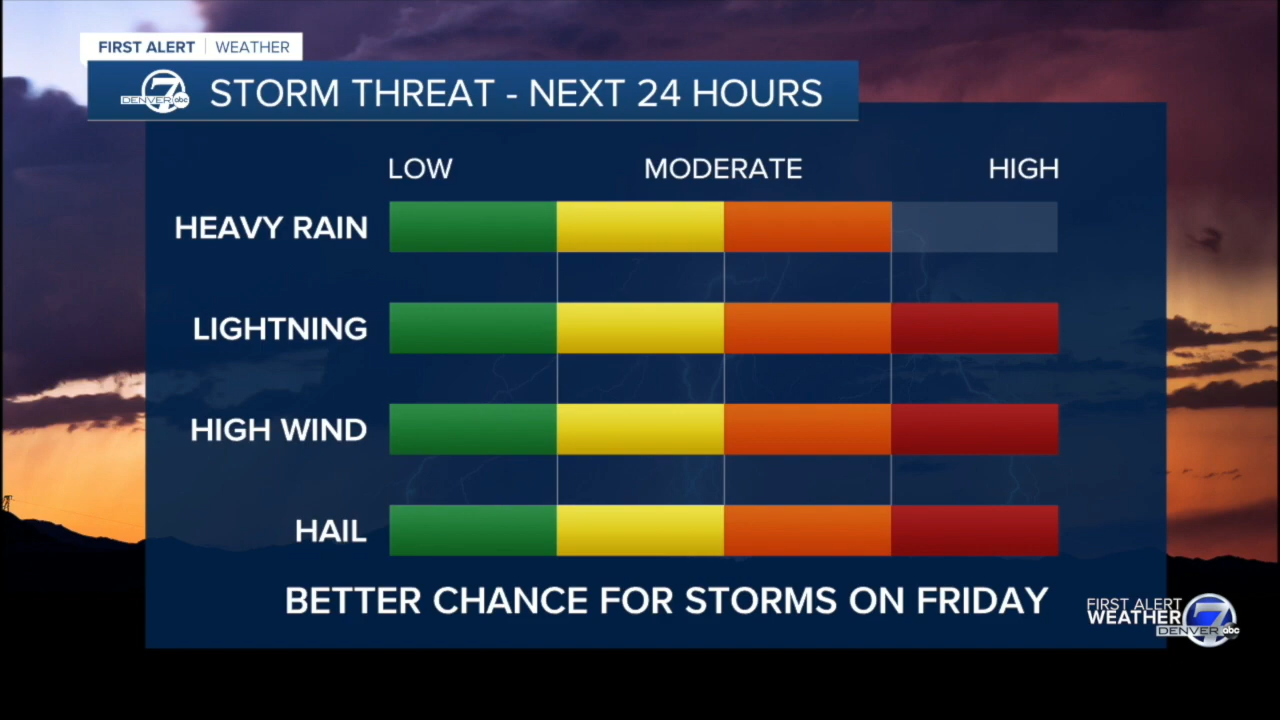 FIRST ALERT | WEATHER
7
DENVER abc
STORM THREAT - NEXT 24 HOURS
LOW MODERATE HIGH
HEAVY RAIN
LIGHTNING
HIGH WIND
HAIL
BETTER CHANCE FOR STORMS ON FRIDAY
FIRST ALERT
WEATHER
7
DENVER abc